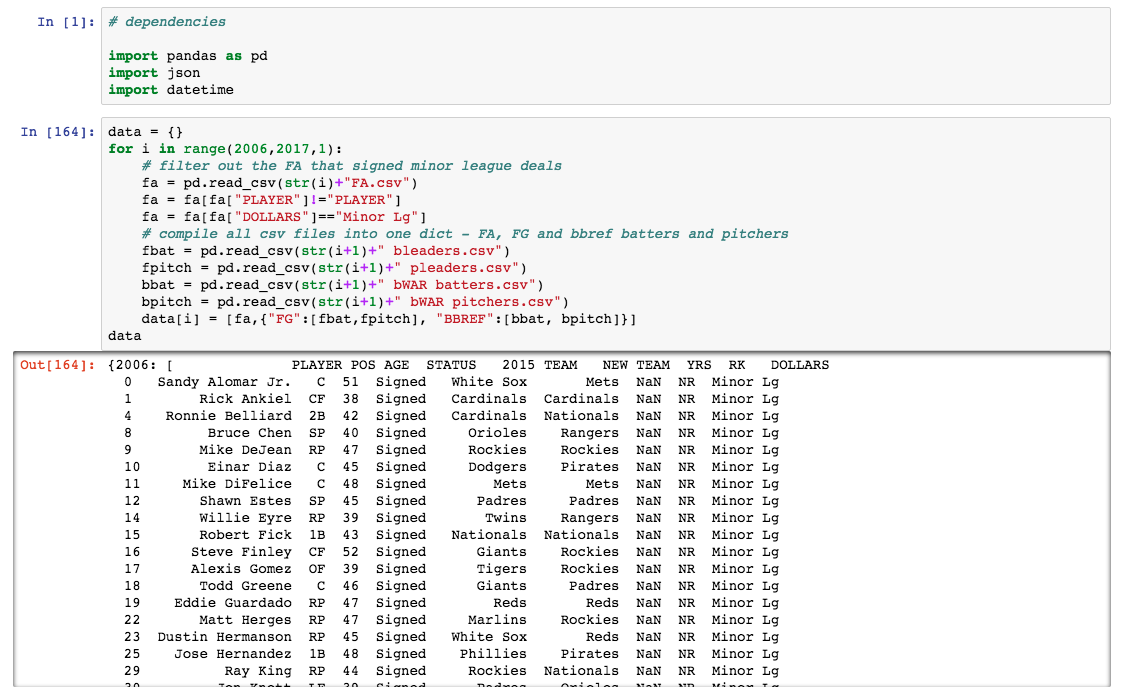 In [1]: # dependencies
import pandas as pd
import json
import datetime
In [164]: data = {}
for i in range(2006,2017,1):
    # filter out the FA that signed minor league deals
    fa = pd.read_csv(str(i)+"FA.csv")
    fa = fa[fa["PLAYER"]!="PLAYER"]
    fa = fa[fa["DOLLARS"]=="Minor Lg"]
    # compile all csv files into one dict - FA, FG and bbref batters and pitchers
    fbat = pd.read_csv(str(i+1)+" bleaders.csv")
    fpitch = pd.read_csv(str(i+1)+" pleaders.csv")
    bbat = pd.read_csv(str(i+1)+" bWAR batters.csv")
    bpitch = pd.read_csv(str(i+1)+" bWAR pitchers.csv")
    data[i] = [fa,{"FG":[fbat,fpitch], "BBREF":[bbat, bpitch]}]
data
Out[164]: {2006: [ PLAYER POS AGE STATUS 2015 TEAM NEW TEAM YRS RK DOLLARS
0 Sandy Alomar Jr. C 51 Signed White Sox Mets NaN NR Minor Lg
1 Rick Ankiel CF 38 Signed Cardinals Cardinals NaN NR Minor Lg
4 Ronnie Belliard 2B 42 Signed Cardinals Nationals NaN NR Minor Lg
8 Bruce Chen SP 40 Signed Orioles Rangers NaN NR Minor Lg
9 Mike DeJean RP 47 Signed Rockies Rockies NaN NR Minor Lg
10 Einar Diaz C 45 Signed Dodgers Pirates NaN NR Minor Lg
11 Mike DiFelice C 48 Signed Mets Mets NaN NR Minor Lg
12 Shawn Estes SP 45 Signed Padres Padres NaN NR Minor Lg
14 Willie Eyre RP 39 Signed Twins Rangers NaN NR Minor Lg
15 Robert Fick 1B 43 Signed Nationals Nationals NaN NR Minor Lg
16 Steve Finley CF 52 Signed Giants Rockies NaN NR Minor Lg
17 Alexis Gomez OF 39 Signed Tigers Rockies NaN NR Minor Lg
18 Todd Greene C 46 Signed Giants Padres NaN NR Minor Lg
19 Eddie Guardado RP 47 Signed Reds Reds NaN NR Minor Lg
22 Matt Herges RP 47 Signed Marlins Rockies NaN NR Minor Lg
23 Dustin Hermanson RP 45 Signed White Sox Reds NaN NR Minor Lg
25 Jose Hernandez 1B 48 Signed Phillies Pirates NaN NR Minor Lg
29 Ray King RP 44 Signed Rockies Nationals NaN NR Minor Lg